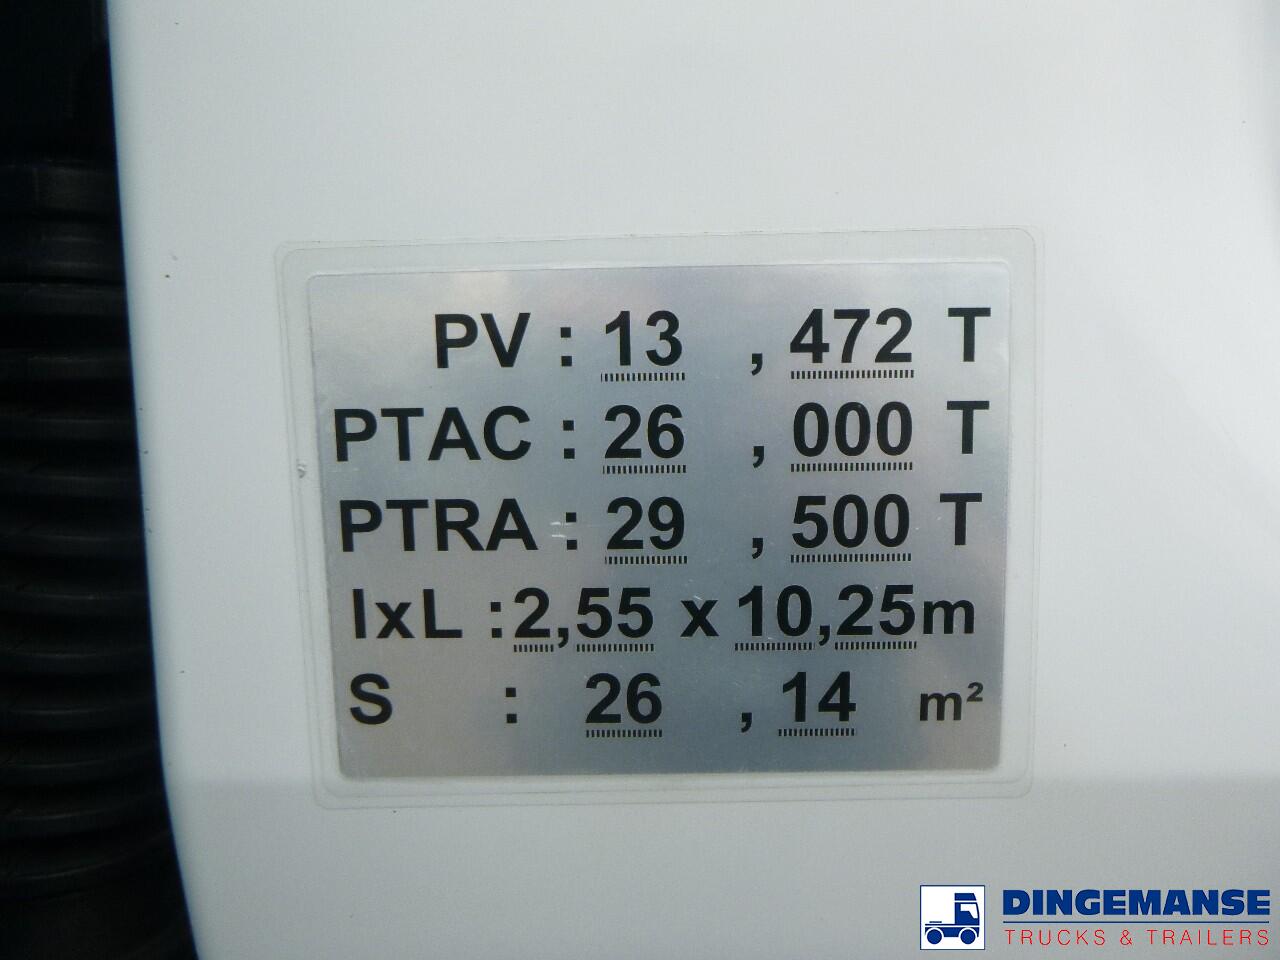 PV : 13 , 472 T
PTAC : 26 , 000 T
PTRA : 29 , 500 T
lxL : 2,55 x 10,25m
S : 26 , 14 m²
DINGEMANSE
TRUCKS & TRAILERS